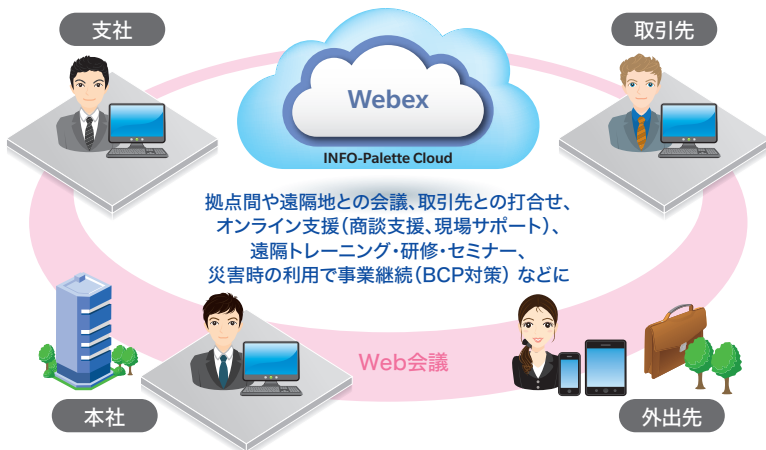 支社
取引先
Webex
INFO-Palette Cloud
拠点間や遠隔地との会議、取引先との打合せ、
オンライン支援(商談支援、現場サポート)、
遠隔トレーニング・研修・セミナー、
災害時の利用で事業継続(BCP対策) などに
Web会議
本社
外出先